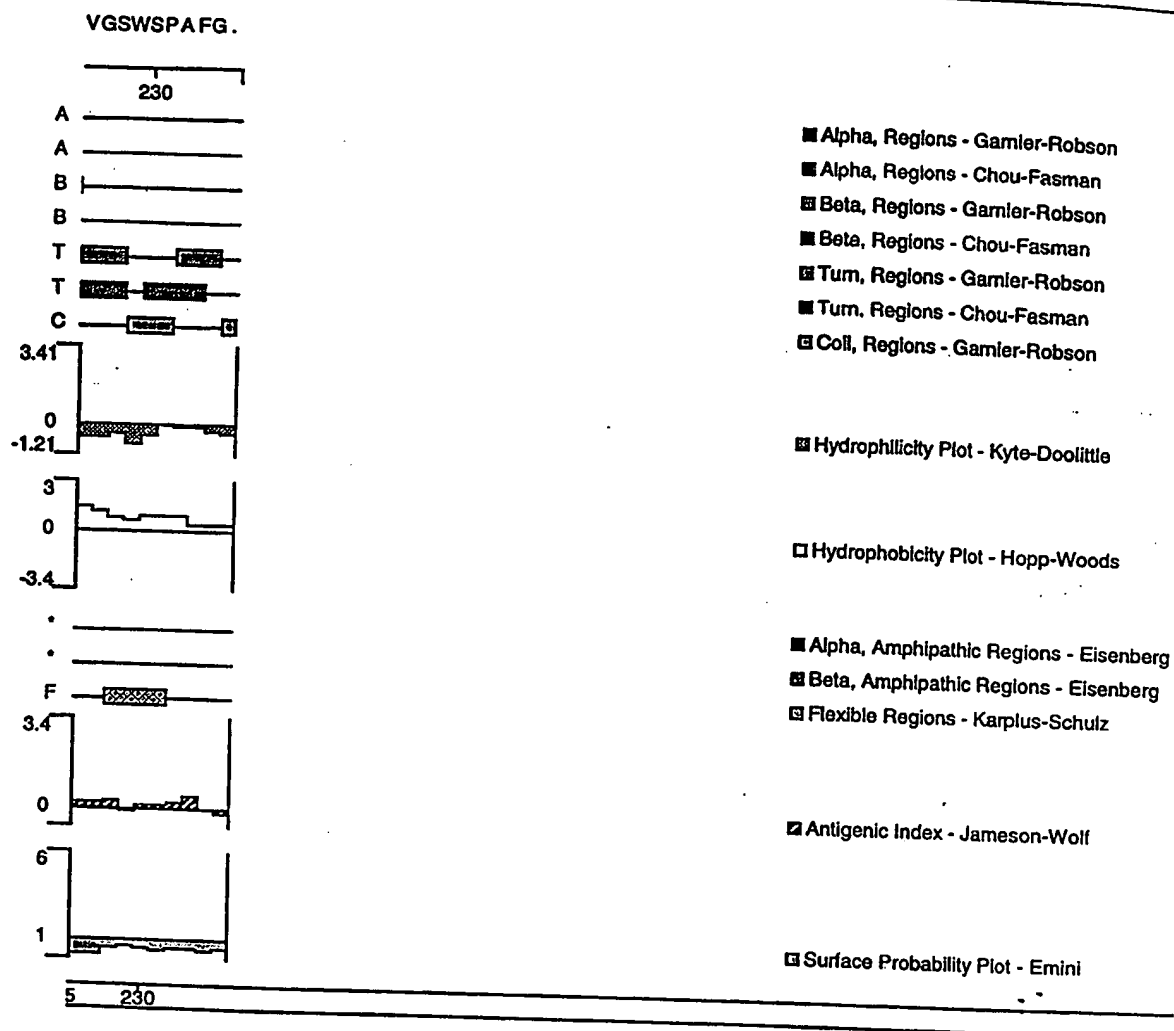 VGSWSPAFG.
230
A
A
B
B
T
T
C
3.41
0
-1.21
3
0
-3.4
*
*
F
3.4
0
6
1
5 230
Alpha, Regions - Garnier-Robson
Alpha, Regions - Chou-Fasman
Beta, Regions - Garnier-Robson
Beta, Regions - Chou-Fasman
Turn, Regions - Garnier-Robson
Turn, Regions - Chou-Fasman
Coil, Regions - Garnier-Robson
Hydrophilicity Plot - Kyte-Doolittle
Hydrophobicity Plot - Hopp-Woods
Alpha, Amphipathic Regions - Eisenberg
Beta, Amphipathic Regions - Eisenberg
Flexible Regions - Karplus-Schulz
Antigenic Index - Jameson-Wolf
Surface Probability Plot - Emini